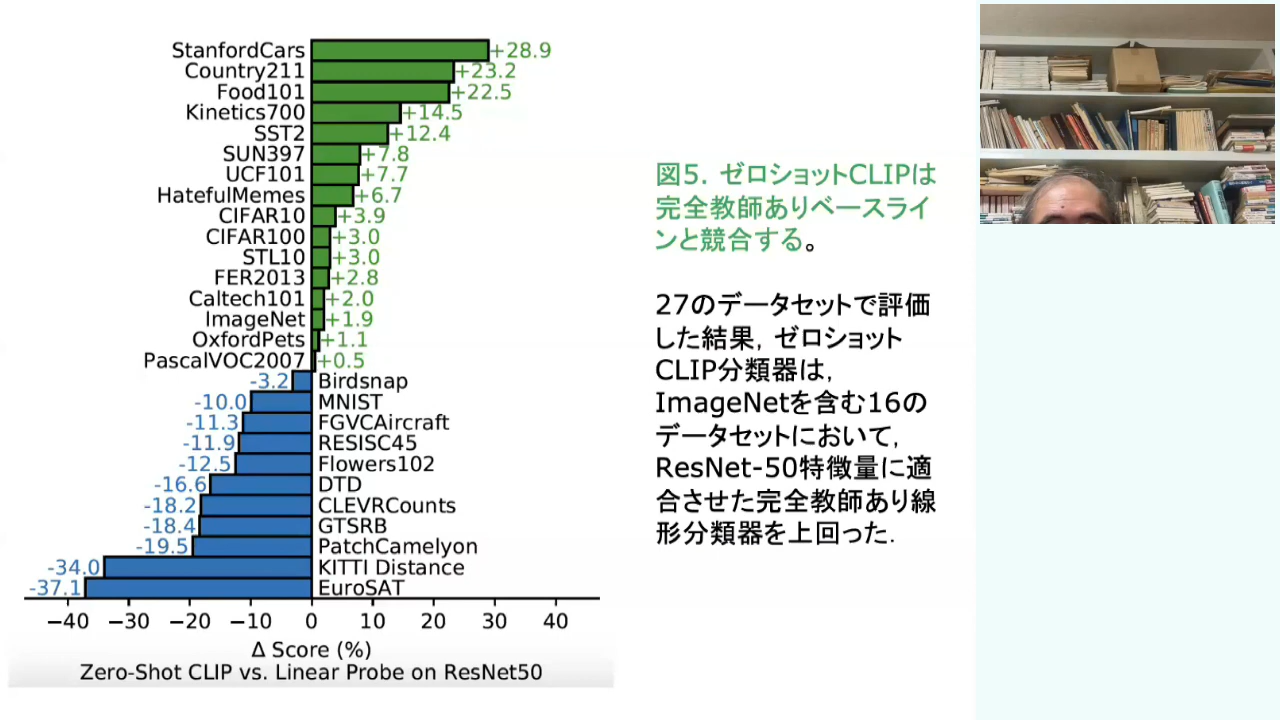 StanfordCars +28.9
Country211 +23.2
Food101 +22.5
Kinetics700 +14.5
SST2 +12.4
SUN397 +7.8
UCF101 +7.7
HatefulMemes +6.7
CIFAR10 +3.9
CIFAR100 +3.0
STL10 +3.0
FER2013 +2.8
Caltech101 +2.0
ImageNet +1.9
OxfordPets +1.1
PascalVOC2007 +0.5
-3.2 Birdsnap
-10.0 MNIST
-11.3 FGVCAircraft
-11.9 RESISC45
-12.5 Flowers102
-16.6 DTD
-18.2 CLEVRCounts
-18.4 GTSRB
-19.5 PatchCamelyon
-34.0 KITTI Distance
-37.1 EuroSAT
−40 −30 −20 −10 0 10 20 30 40
Δ Score (%)
Zero-Shot CLIP vs. Linear Probe on ResNet50
図5. ゼロショットCLIPは
完全教師ありベースライ
ンと競合する。
27のデータセットで評価
した結果, ゼロショット
CLIP分類器は,
ImageNetを含む16の
データセットにおいて,
ResNet-50特徴量に適
合させた完全教師あり線
形分類器を上回った.